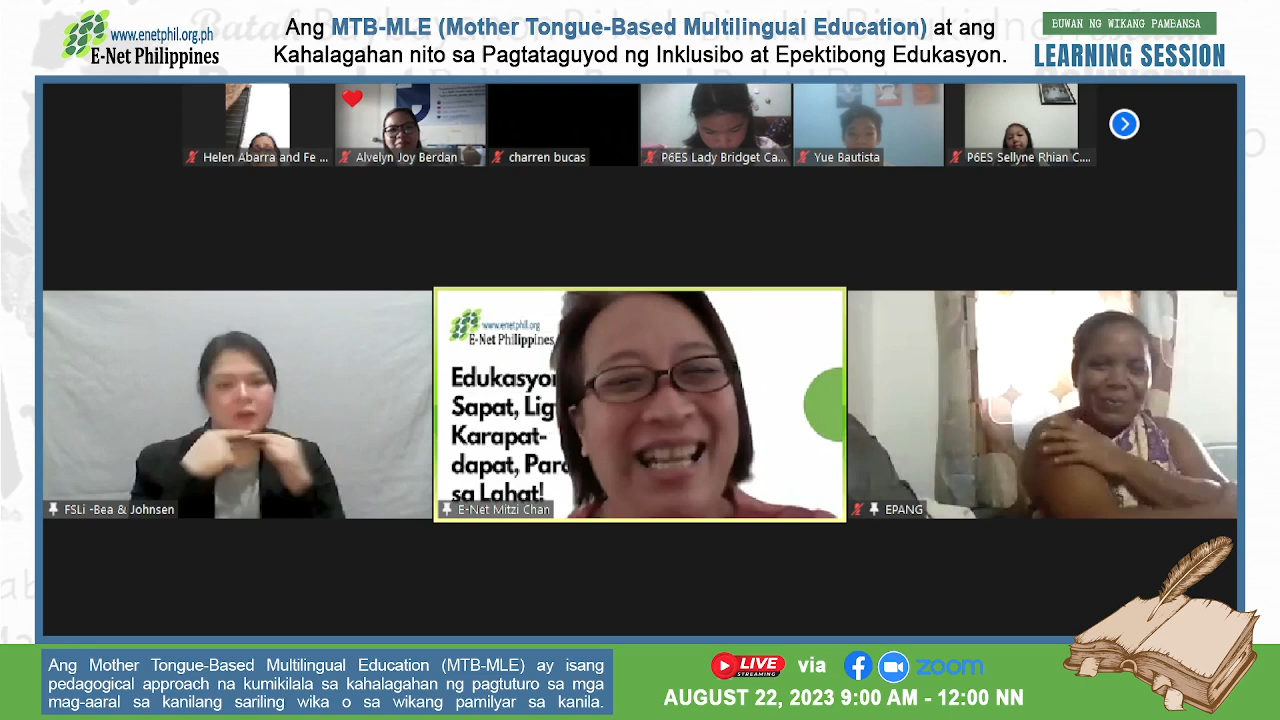 www.enetphil.org.ph
E-Net Philippines
Ang MTB-MLE (Mother Tongue-Based Multilingual Education) at ang
Kahalagahan nito sa Pagtataguyod ng Inklusibo at Epektibong Edukasyon.
BUWAN NG WIKANG PAMBANSA
LEARNING SESSION
Helen Abarra and Fe ...
Alvelyn Joy Berdan
charren bucas
P6ES Lady Bridget Ca...
Yue Bautista
P6ES Sellyne Rhian C....
FSLi -Bea & Johnsen
www.enetphil.org
E-Net Philippines
Sapat,
Karapat-
dapat,
sa Lahat!
E-Net Mitzi Chan
EPANG
Ang Mother Tongue-Based Multilingual Education (MTB-MLE) ay isang
pedagogical approach na kumikilala sa kahalagahan ng pagtuturo sa mga
mag-aaral sa kanilang sariling wika o sa wikang pamilyar sa kanila.
LIVE
STREAMING
via
zoom
AUGUST 22, 2023 9:00 AM - 12:00 NN